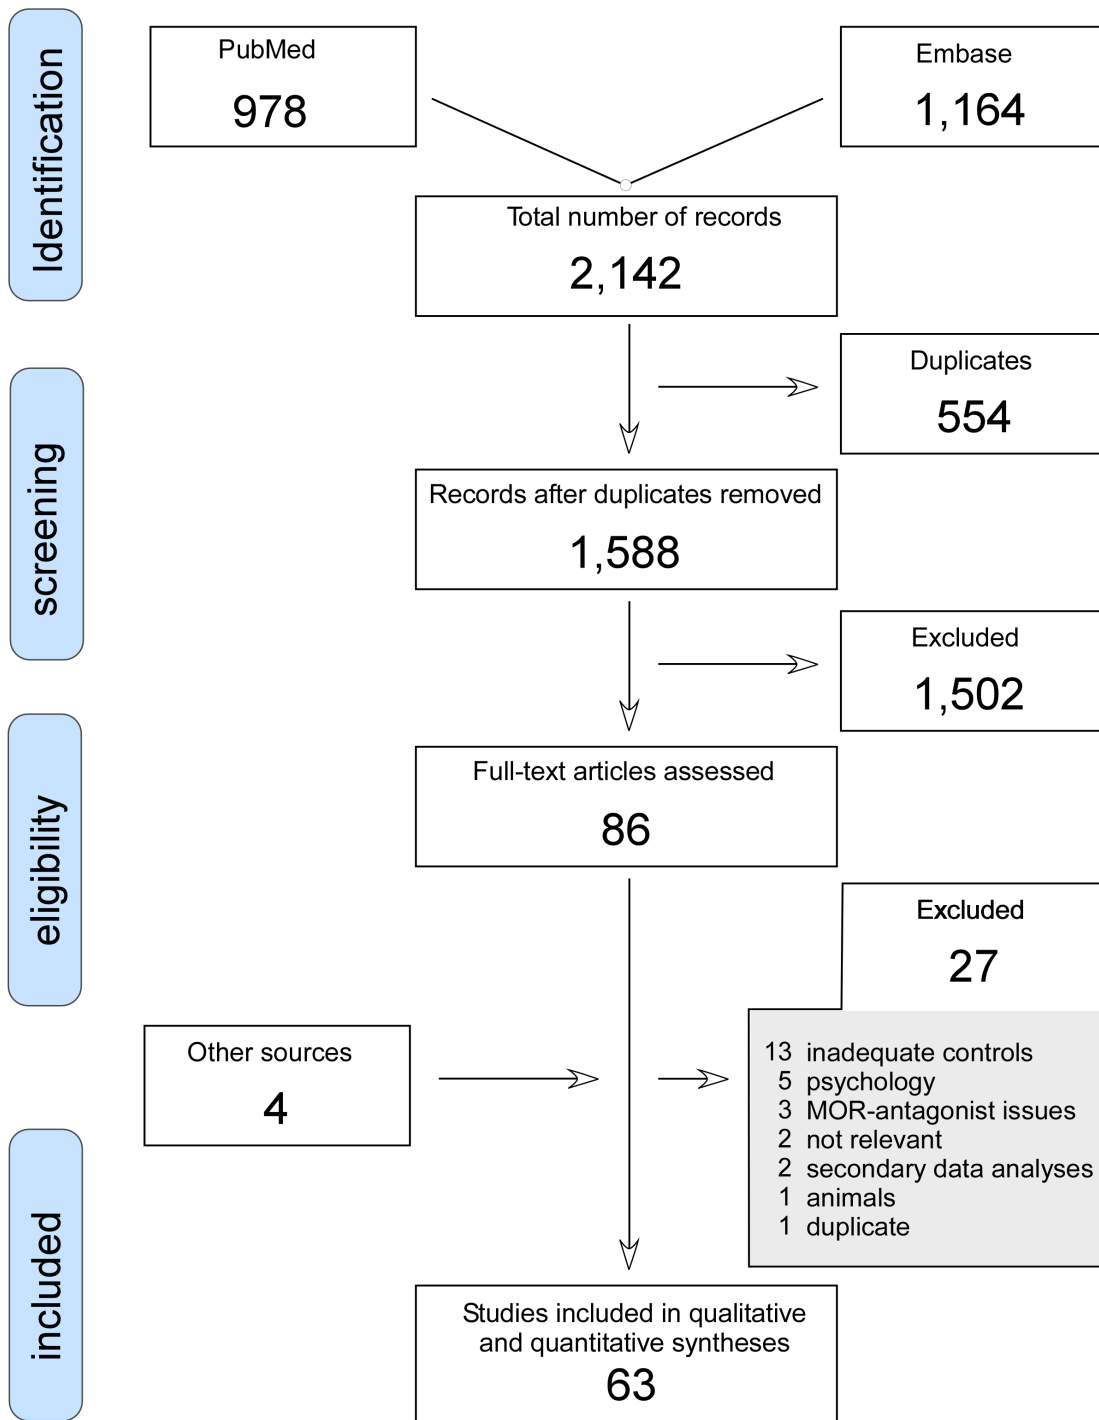 Identification
PubMed
978
Embase
1,164
Total number of records
2,142
screening
Duplicates
554
Records after duplicates removed
1,588
Excluded
1,502
eligibility
Full-text articles assessed
86
Excluded
27
Other sources
4
13 inadequate controls
5 psychology
3 MOR-antagonist issues
2 not relevant
2 secondary data analyses
1 animals
1 duplicate
included
Studies included in qualitative
and quantitative syntheses
63